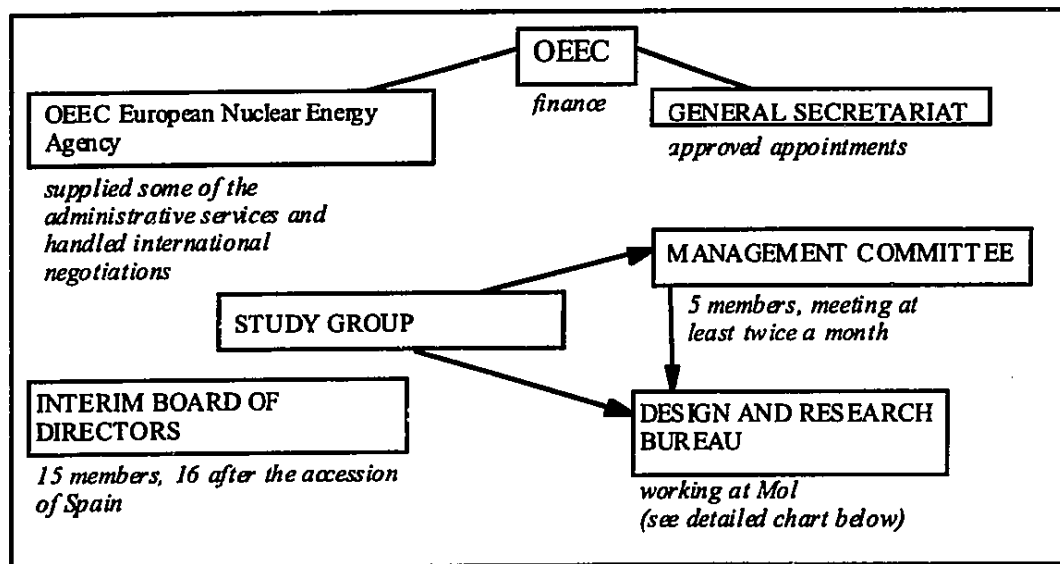 OEEC
finance
OEEC European Nuclear Energy
Agency
supplied some of the
administrative services and
handled international
negotiations
GENERAL SECRETARIAT
approved appointments
MANAGEMENT COMMITTEE
5 members, meeting at
least twice a month
STUDY GROUP
INTERIM BOARD OF
DIRECTORS
15 members, 16 after the accession
of Spain
DESIGN AND RESEARCH
BUREAU
working at Mol
(see detailed chart below)